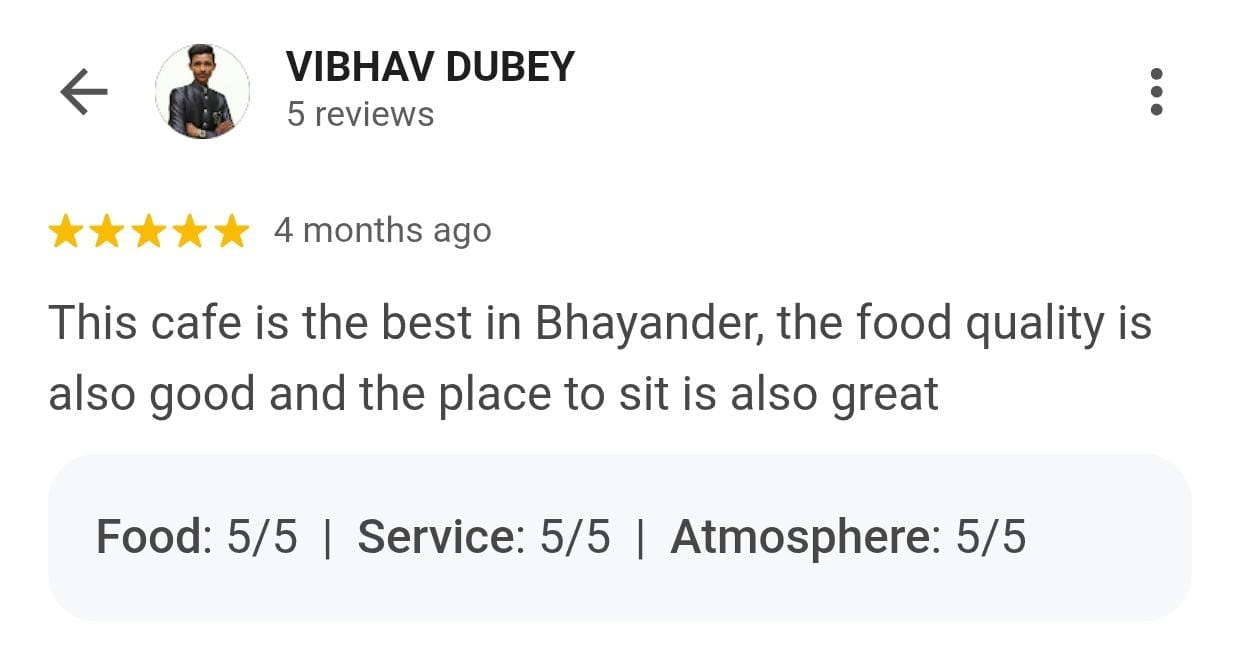 VIBHAV DUBEY
5 reviews
4 months ago
This cafe is the best in Bhayander, the food quality is
also good and the place to sit is also great
Food: 5/5 | Service: 5/5 | Atmosphere: 5/5